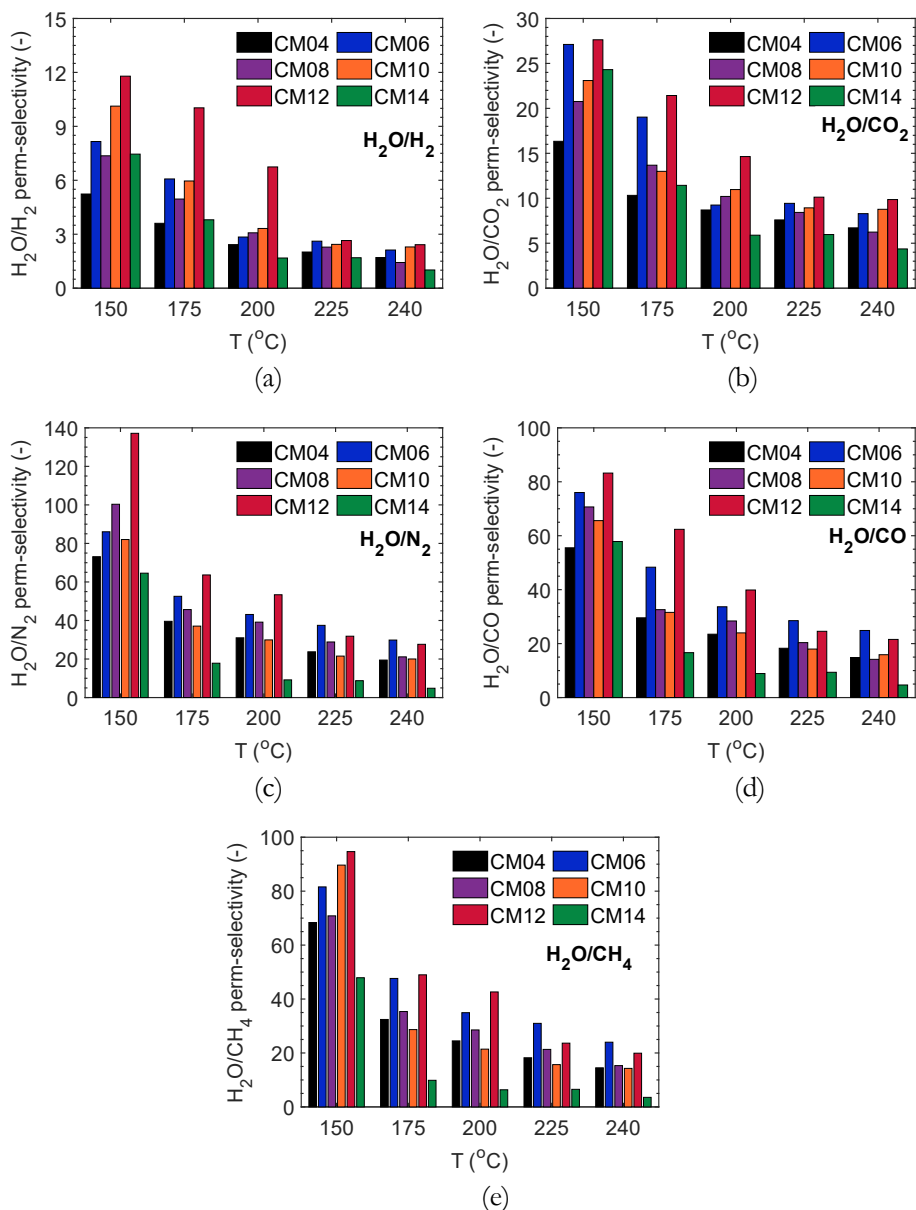 15
12
9
6
3
0
H2O/H2 perm-selectivity (-)
CM04 CM06
CM08 CM10
CM12 CM14
H2O/H2
150 175 200 225 240
T (oC)
(a)
30
25
20
15
10
5
0
H2O/CO2 perm-selectivity (-)
CM04 CM06
CM08 CM10
CM12 CM14
H2O/CO2
150 175 200 225 240
T (oC)
(b)
140
120
100
80
60
40
20
0
H2O/N2 perm-selectivity (-)
CM04 CM06
CM08 CM10
CM12 CM14
H2O/N2
150 175 200 225 240
T (oC)
(c)
100
80
60
40
20
0
H2O/CO perm-selectivity (-)
CM04 CM06
CM08 CM10
CM12 CM14
H2O/CO
150 175 200 225 240
T (oC)
(d)
100
80
60
40
20
0
H2O/CH4 perm-selectivity (-)
CM04 CM06
CM08 CM10
CM12 CM14
H2O/CH4
150 175 200 225 240
T (oC)
(e)